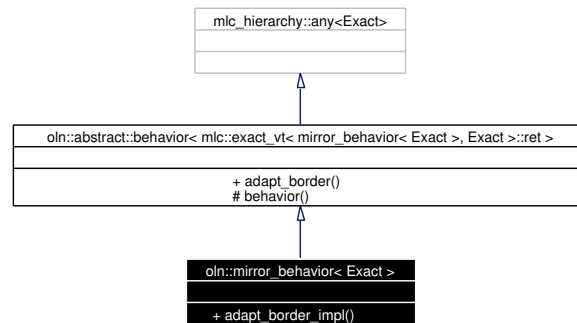 mlc_hierarchy::any<Exact>
oln::abstract::behavior< mlc::exact_vt< mirror_behavior< Exact >, Exact >::ret >
+ adapt_border()
# behavior()
oln::mirror_behavior< Exact >
+ adapt_border_impl()